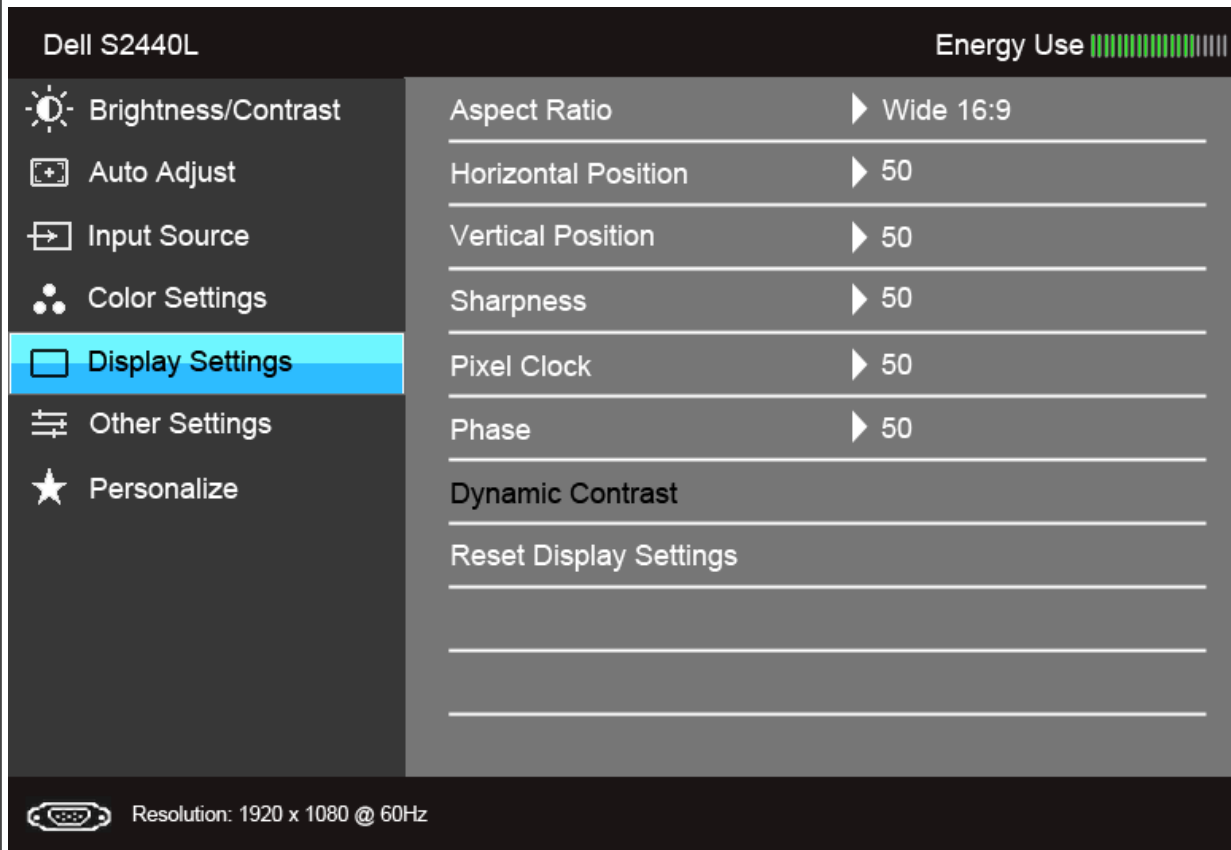 Dell S2440L
Energy Use
Brightness/Contrast
Auto Adjust
Input Source
Color Settings
Display Settings
Other Settings
Personalize
Aspect Ratio Wide 16:9
Horizontal Position 50
Vertical Position 50
Sharpness 50
Pixel Clock 50
Phase 50
Dynamic Contrast
Reset Display Settings
Resolution: 1920 x 1080 @ 60Hz